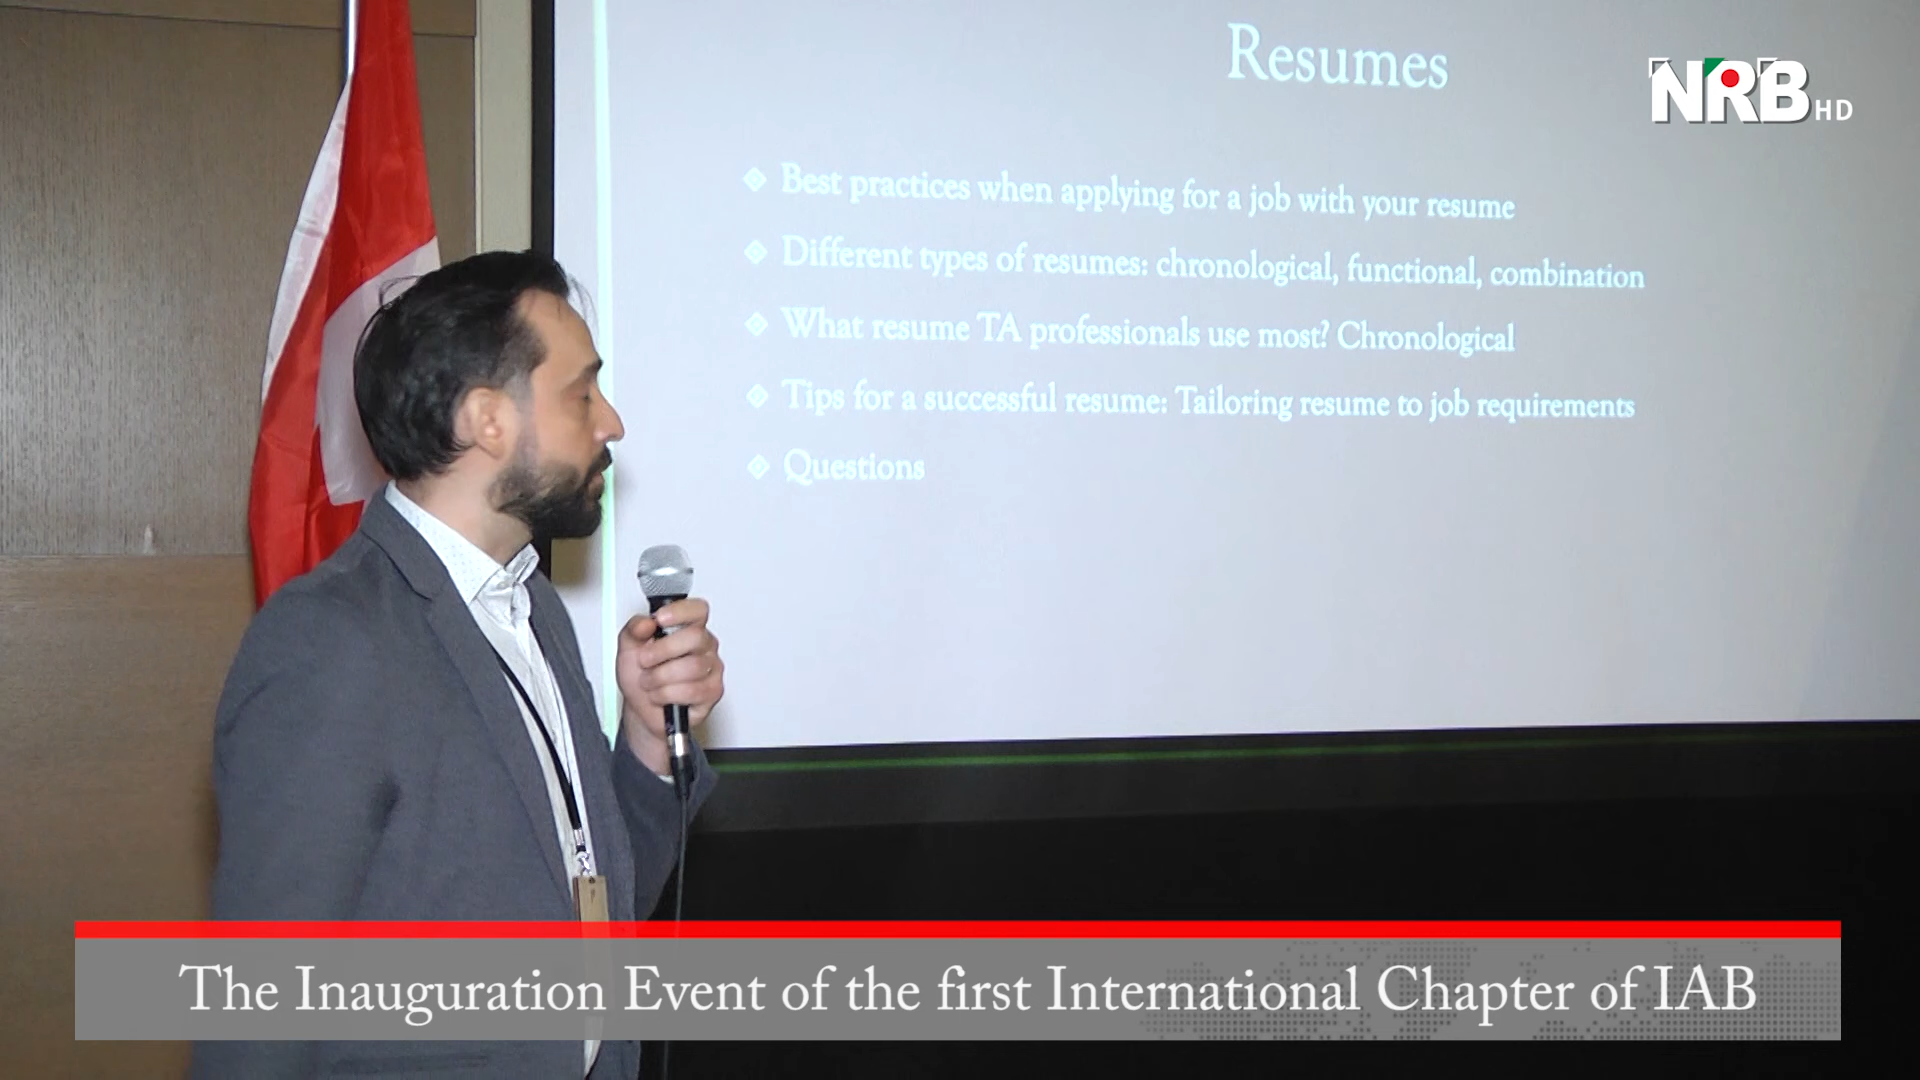 Resumes
NRB HD
Best practices when applying for a job with your resume
Different types of resumes: chronological, functional, combination
What resume TA professionals use most? Chronological
Tips for a successful resume: Tailoring resume to job requirements
Questions
The Inauguration Event of the first International Chapter of IAB